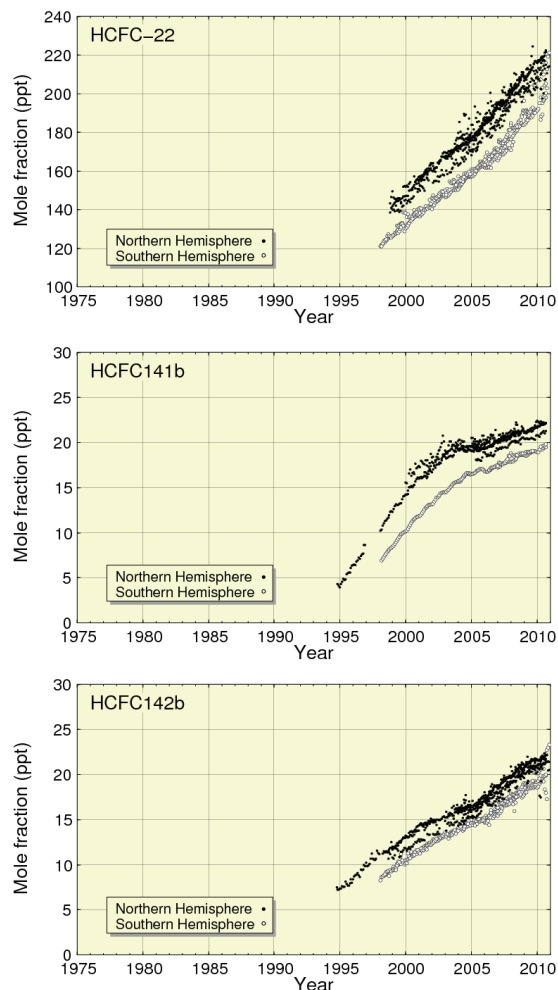 HCFC-22
Mole fraction (ppt)
240
220
200
180
160
140
120
100
Northern Hemisphere
Southern Hemisphere
1975 1980 1985 1990 1995 2000 2005 2010
Year
HCFC141b
Mole fraction (ppt)
30
25
20
15
10
5
0
Northern Hemisphere
Southern Hemisphere
1975 1980 1985 1990 1995 2000 2005 2010
Year
HCFC142b
Mole fraction (ppt)
30
25
20
15
10
5
0
Northern Hemisphere
Southern Hemisphere
1975 1980 1985 1990 1995 2000 2005 2010
Year